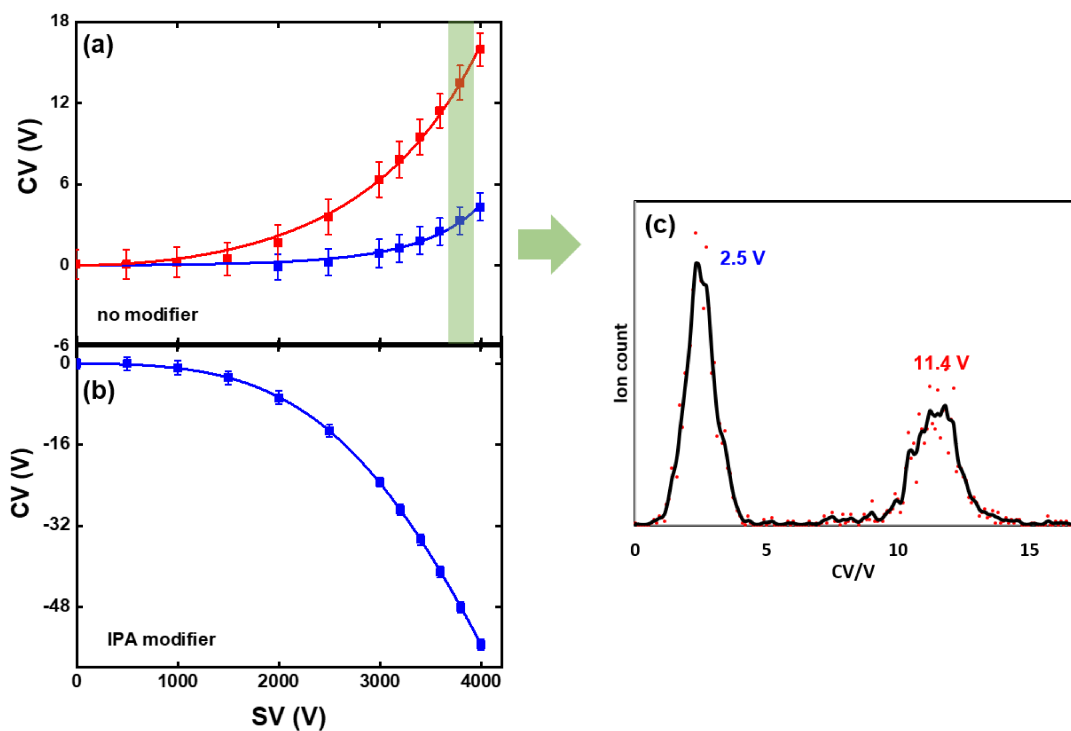 (a)
18
12
6
0
-6
CV (V)
no modifier
(b)
0
-16
-32
-48
CV (V)
IPA modifier
0 1000 2000 3000 4000
SV (V)
(c)
2.5 V
11.4 V
Ion count
0 5 10 15
CV/V